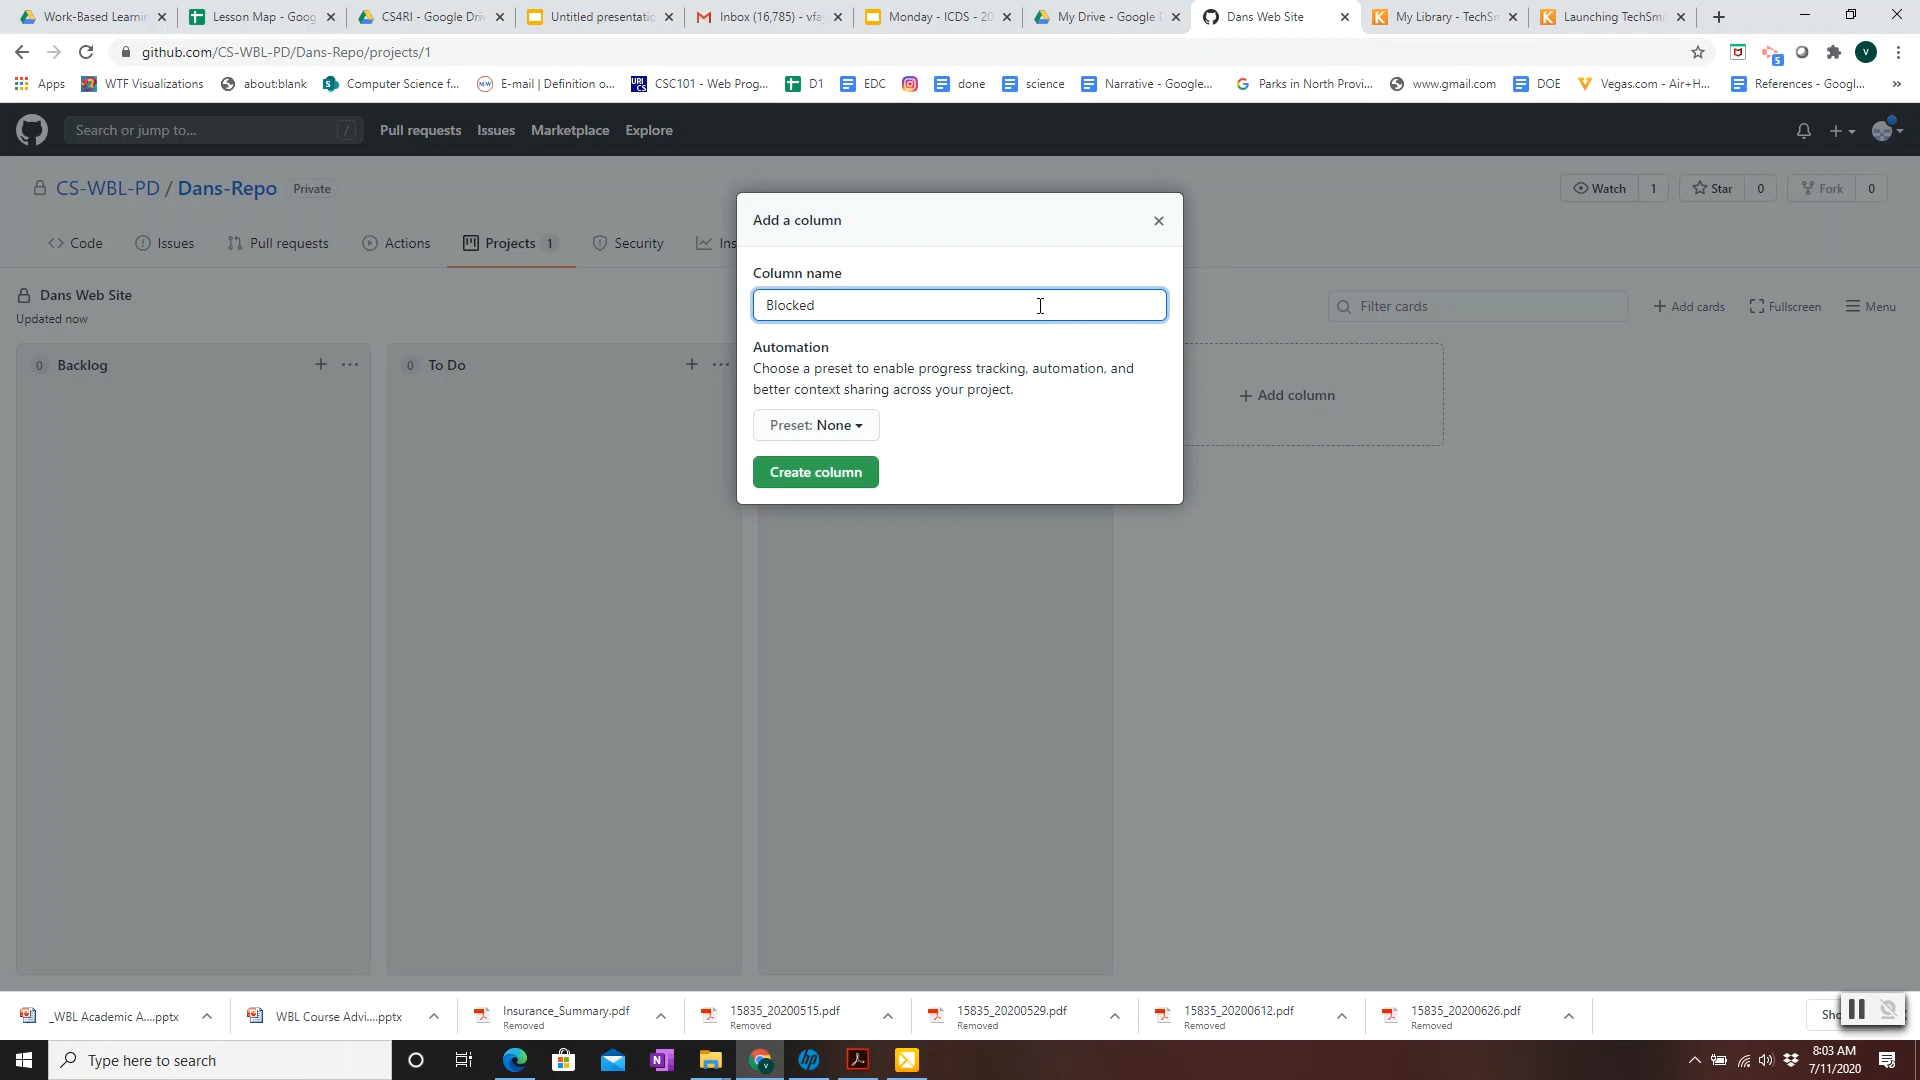 Work-Based Learnin
Lesson Map - Goog
CS4RI - Google Driv
Untitled presentatio
Inbox (16,785) - vfay
Monday - ICDS - 20
My Drive - Google D
Dans Web Site
My Library - TechSm
Launching TechSmit
github.com/CS-WBL-PD/Dans-Repo/projects/1
5
V
Apps
WTF Visualizations
about:blank
Computer Science f...
M-W
E-mail | Definition o...
URI CS
CSC101 - Web Prog...
D1
EDC
done
science
Narrative - Google...
Parks in North Provi...
www.gmail.com
DOE
Vegas.com - Air+H...
References - Googl...
»
Search or jump to...
/
Pull requests
Issues
Marketplace
Explore
CS-WBL-PD / Dans-Repo
Private
Watch 1
Star 0
Fork 0
Code
Issues
Pull requests
Actions
Projects 1
Security
Ins
Dans Web Site
Updated now
Filter cards
+ Add cards
Fullscreen
Menu
0 Backlog
0 To Do
+ Add column
Add a column
Column name
Blocked
Automation
Choose a preset to enable progress tracking, automation, and
better context sharing across your project.
Preset: None
Create column
_WBL Academic A....pptx
WBL Course Advi....pptx
Insurance_Summary.pdf
Removed
15835_20200515.pdf
Removed
15835_20200529.pdf
Removed
15835_20200612.pdf
Removed
15835_20200626.pdf
Removed
Sho
Type here to search
8:03 AM
7/11/2020